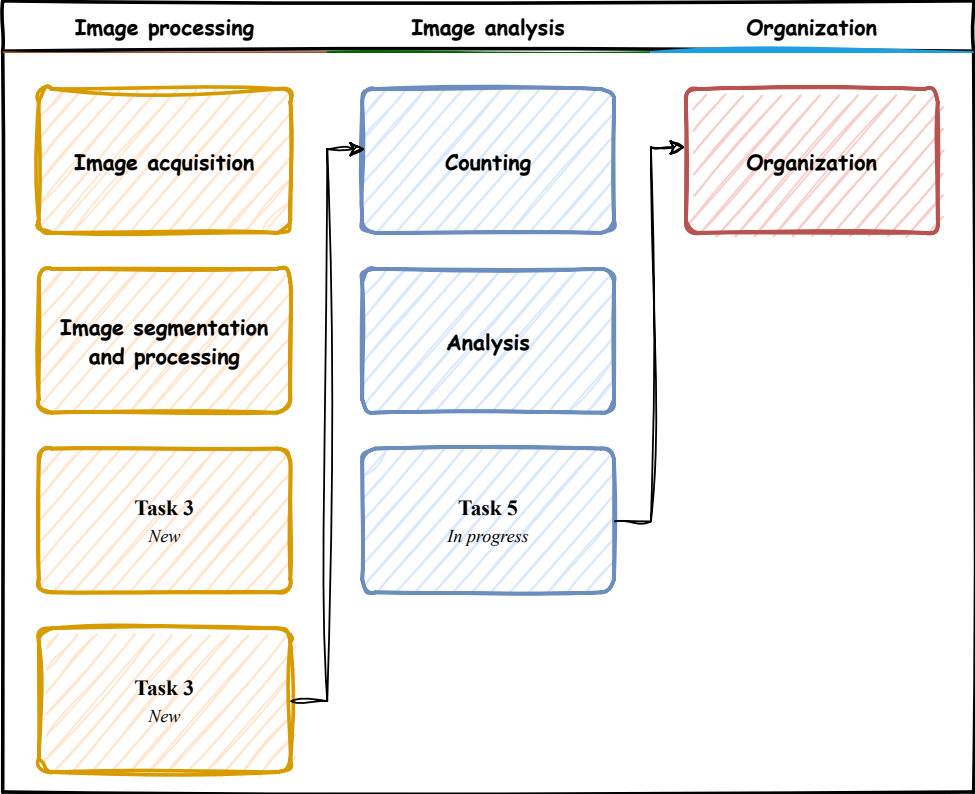 Image processing
Image analysis
Organization
Image acquisition
Counting
Organization
Image segmentation
and processing
Analysis
Task 3
New
Task 5
In progress
Task 3
New